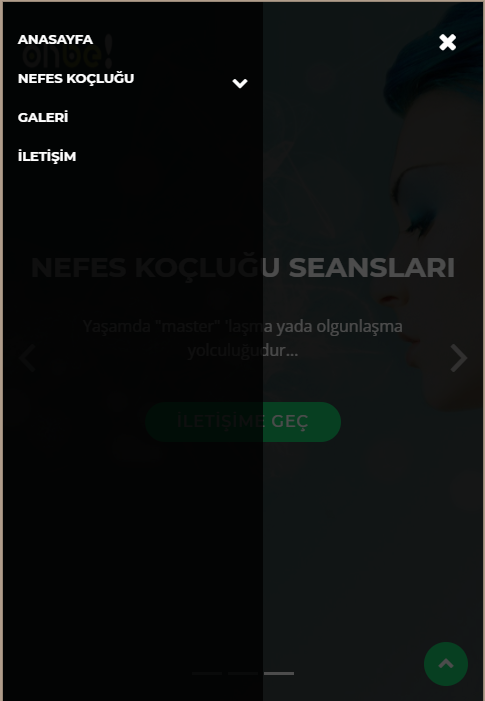 ANASAYFA
NEFES KOÇLUĞU
GALERİ
İLETİŞİM
NEFES KOÇLUĞU SEANSLARI
Yaşamda "master" 'laşma yada olgunlaşma
yolculuğudur...
İLETİŞİME GEÇ